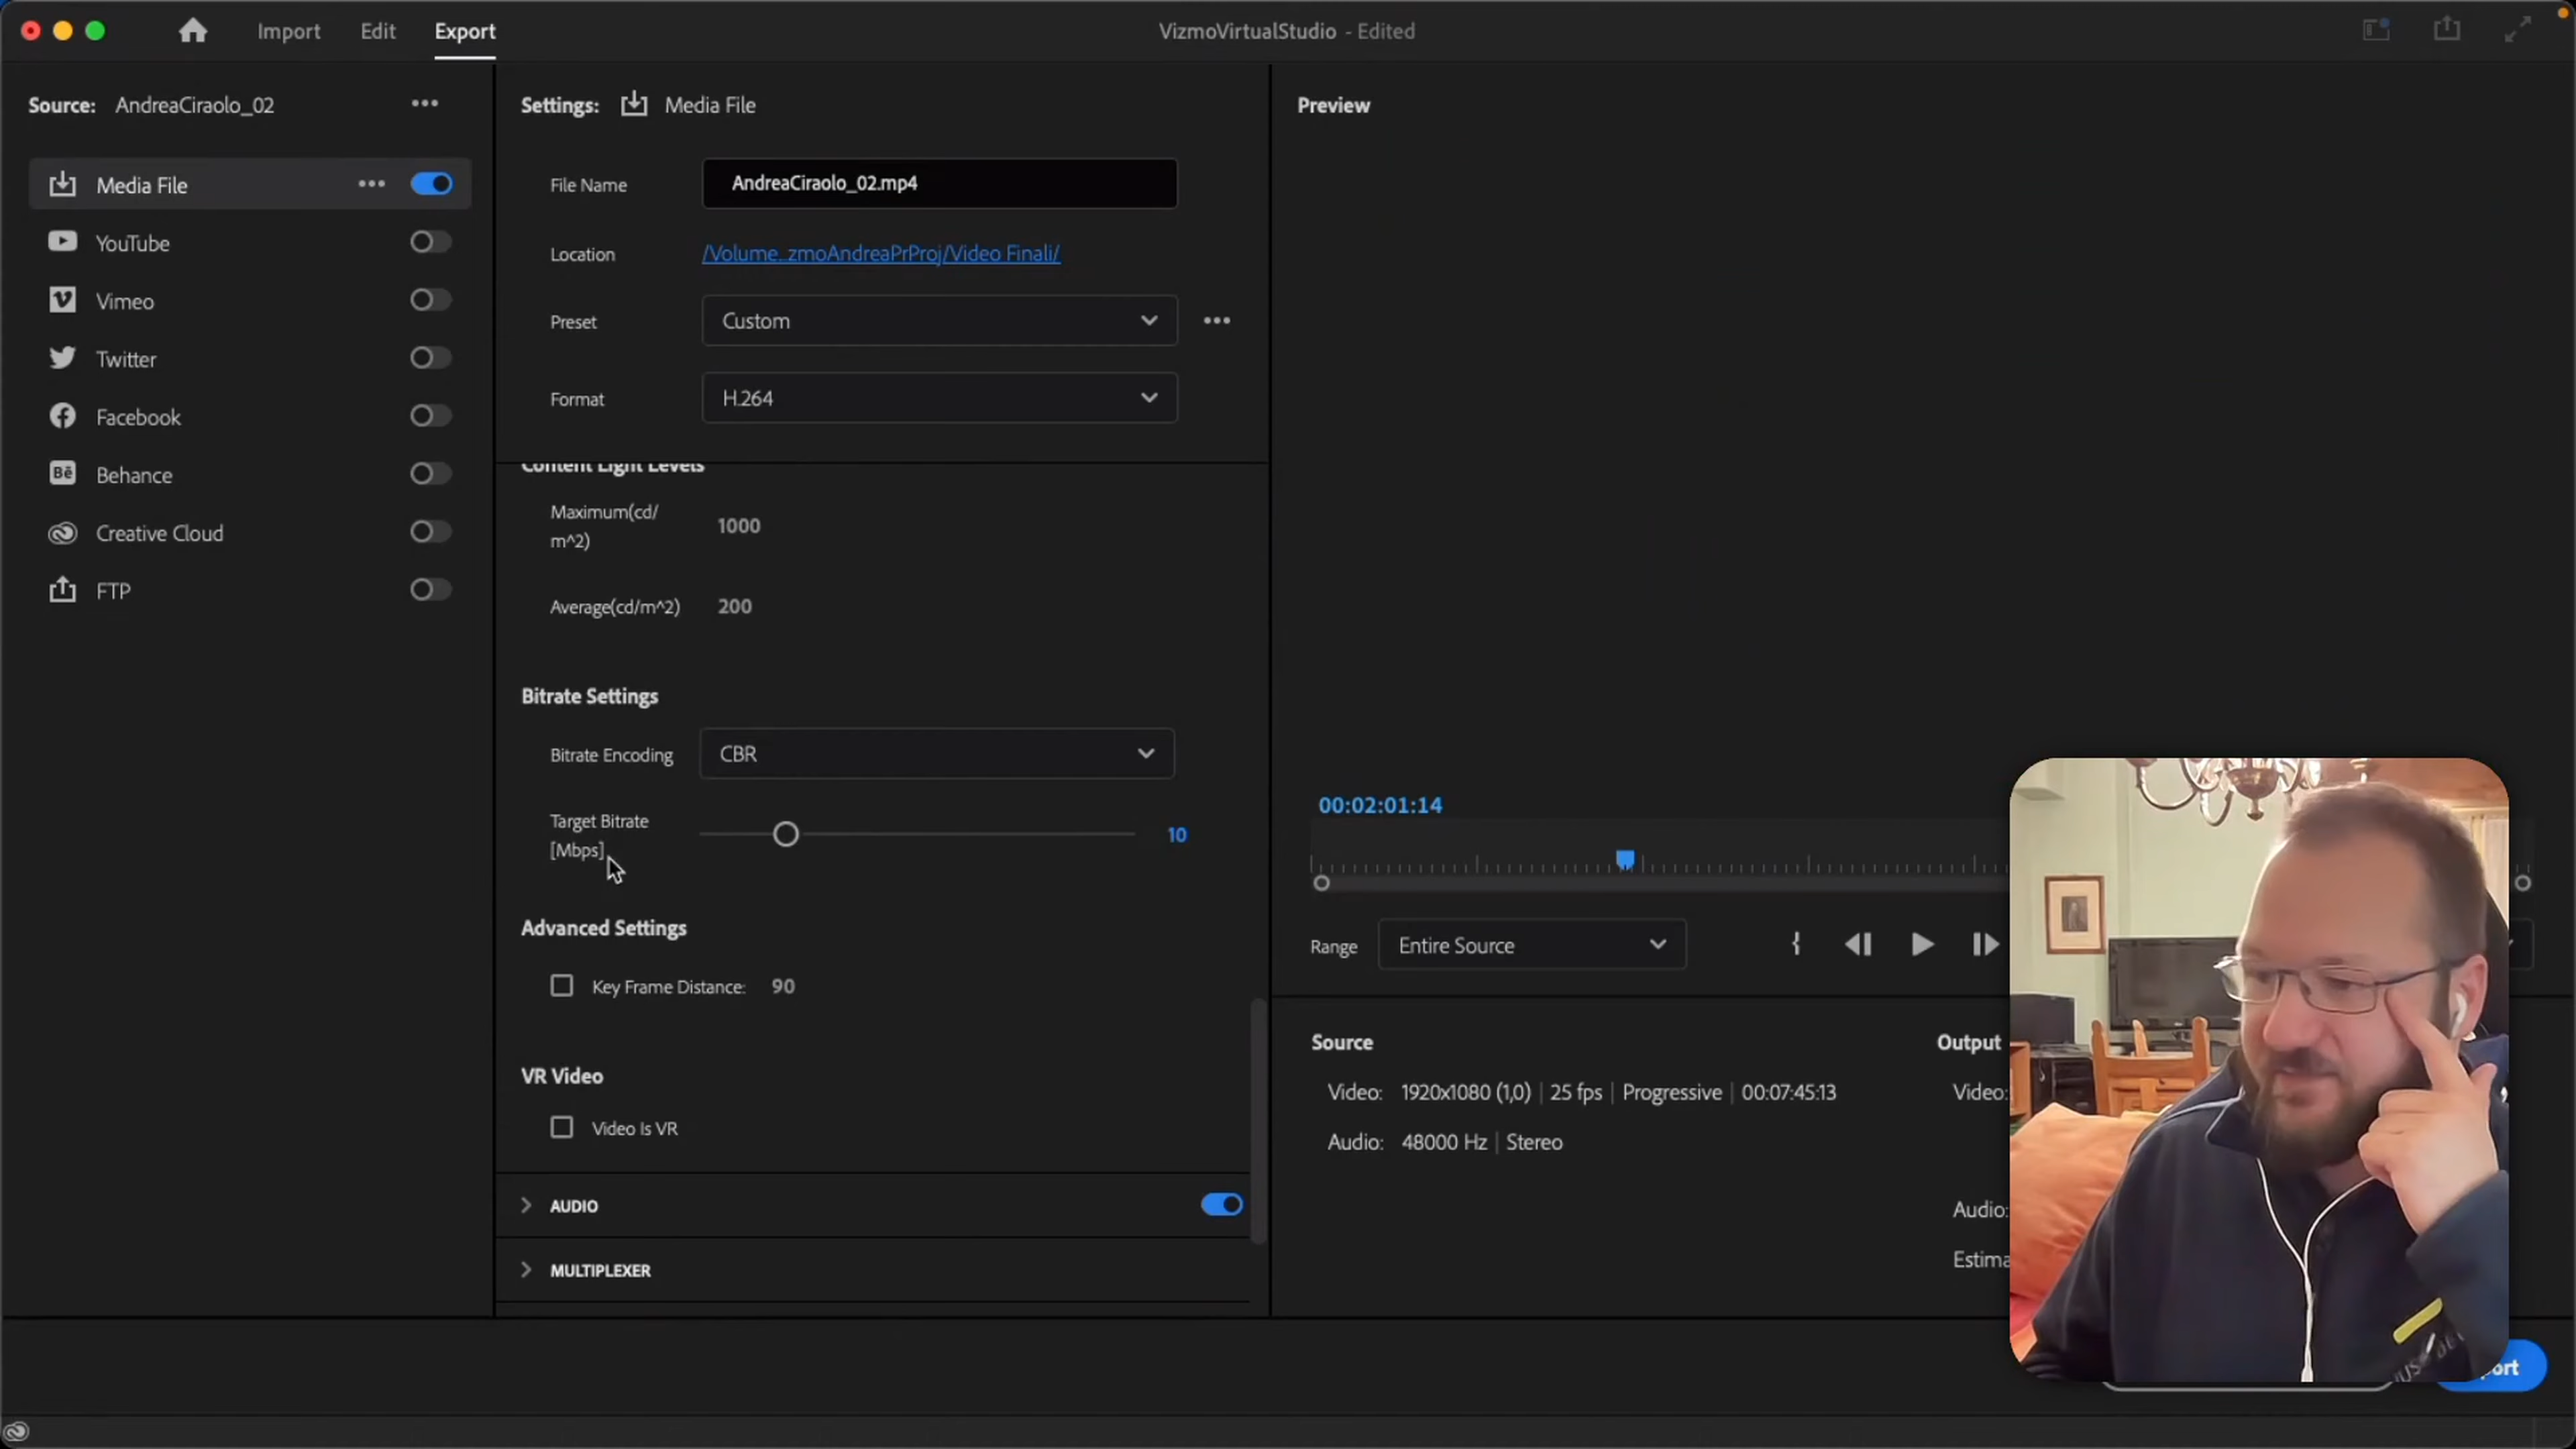 Import Edit Export
VizmoVirtualStudio - Edited
Source: AndreaCiraolo_02
Media File
YouTube
Vimeo
Twitter
Facebook
Bē Behance
Creative Cloud
FTP
Settings: Media File
File Name AndreaCiraolo_02.mp4
Location /Volume...zmoAndreaPrProj/Video Finali/
Preset Custom
Format H.264
Content Light Levels
Maximum(cd/
m^2) 1000
Average(cd/m^2) 200
Bitrate Settings
Bitrate Encoding CBR
Target Bitrate
[Mbps] 10
Advanced Settings
Key Frame Distance: 90
VR Video
Video Is VR
AUDIO
MULTIPLEXER
Preview
00:02:01:14
Range Entire Source
Source
Video: 1920x1080 (1,0) | 25 fps | Progressive | 00:07:45:13
Audio: 48000 Hz | Stereo
Output
Video:
Audio: